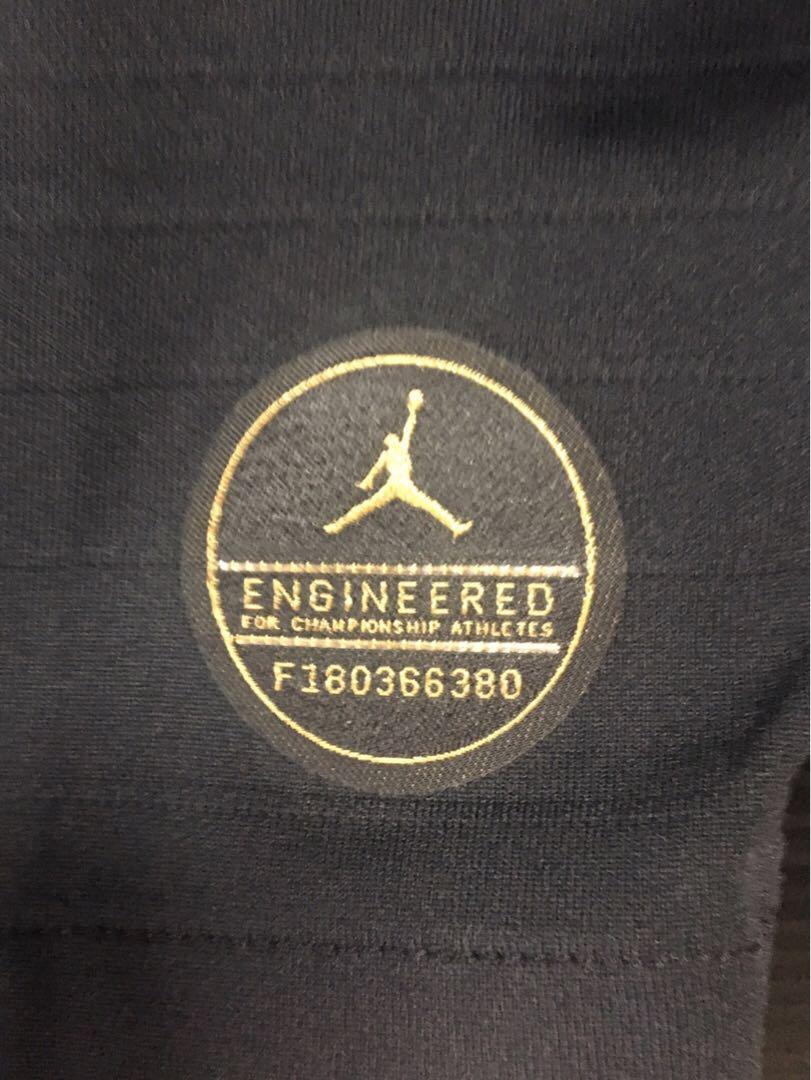 ENGINEERED
FOR CHAMPIONSHIP ATHLETES
F180366380